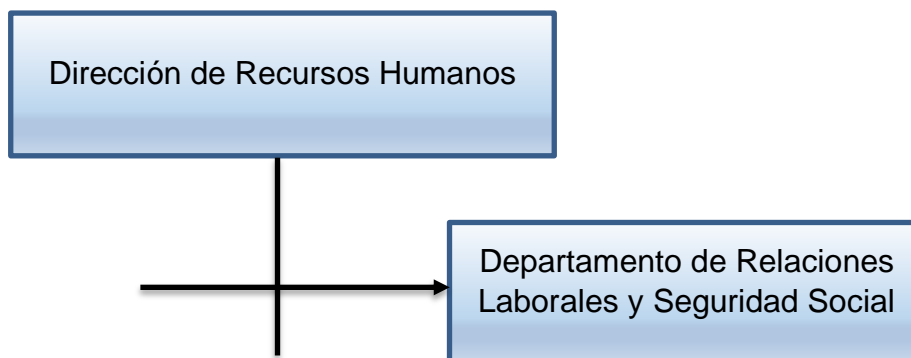 Dirección de Recursos Humanos
Departamento de Relaciones
Laborales y Seguridad Social